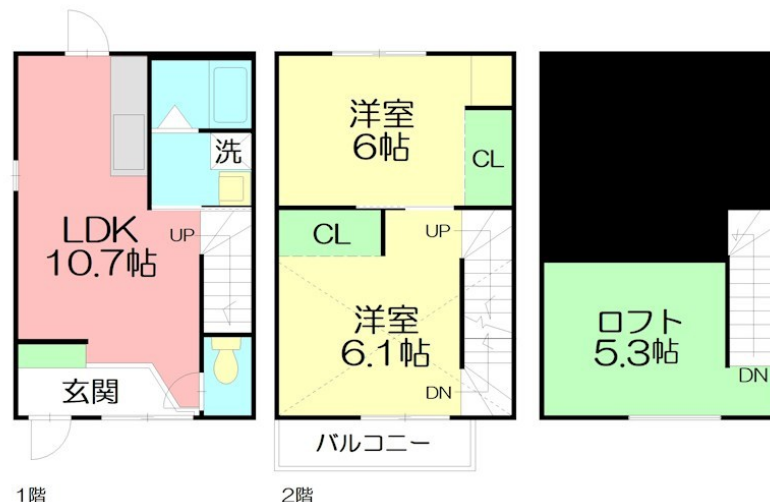 洗
LDK
10.7帖
UP
玄関
1階
洋室
6帖
CL
CL
UP
洋室
6.1帖
DN
バルコニー
2階
ロフト
5.3帖
DN